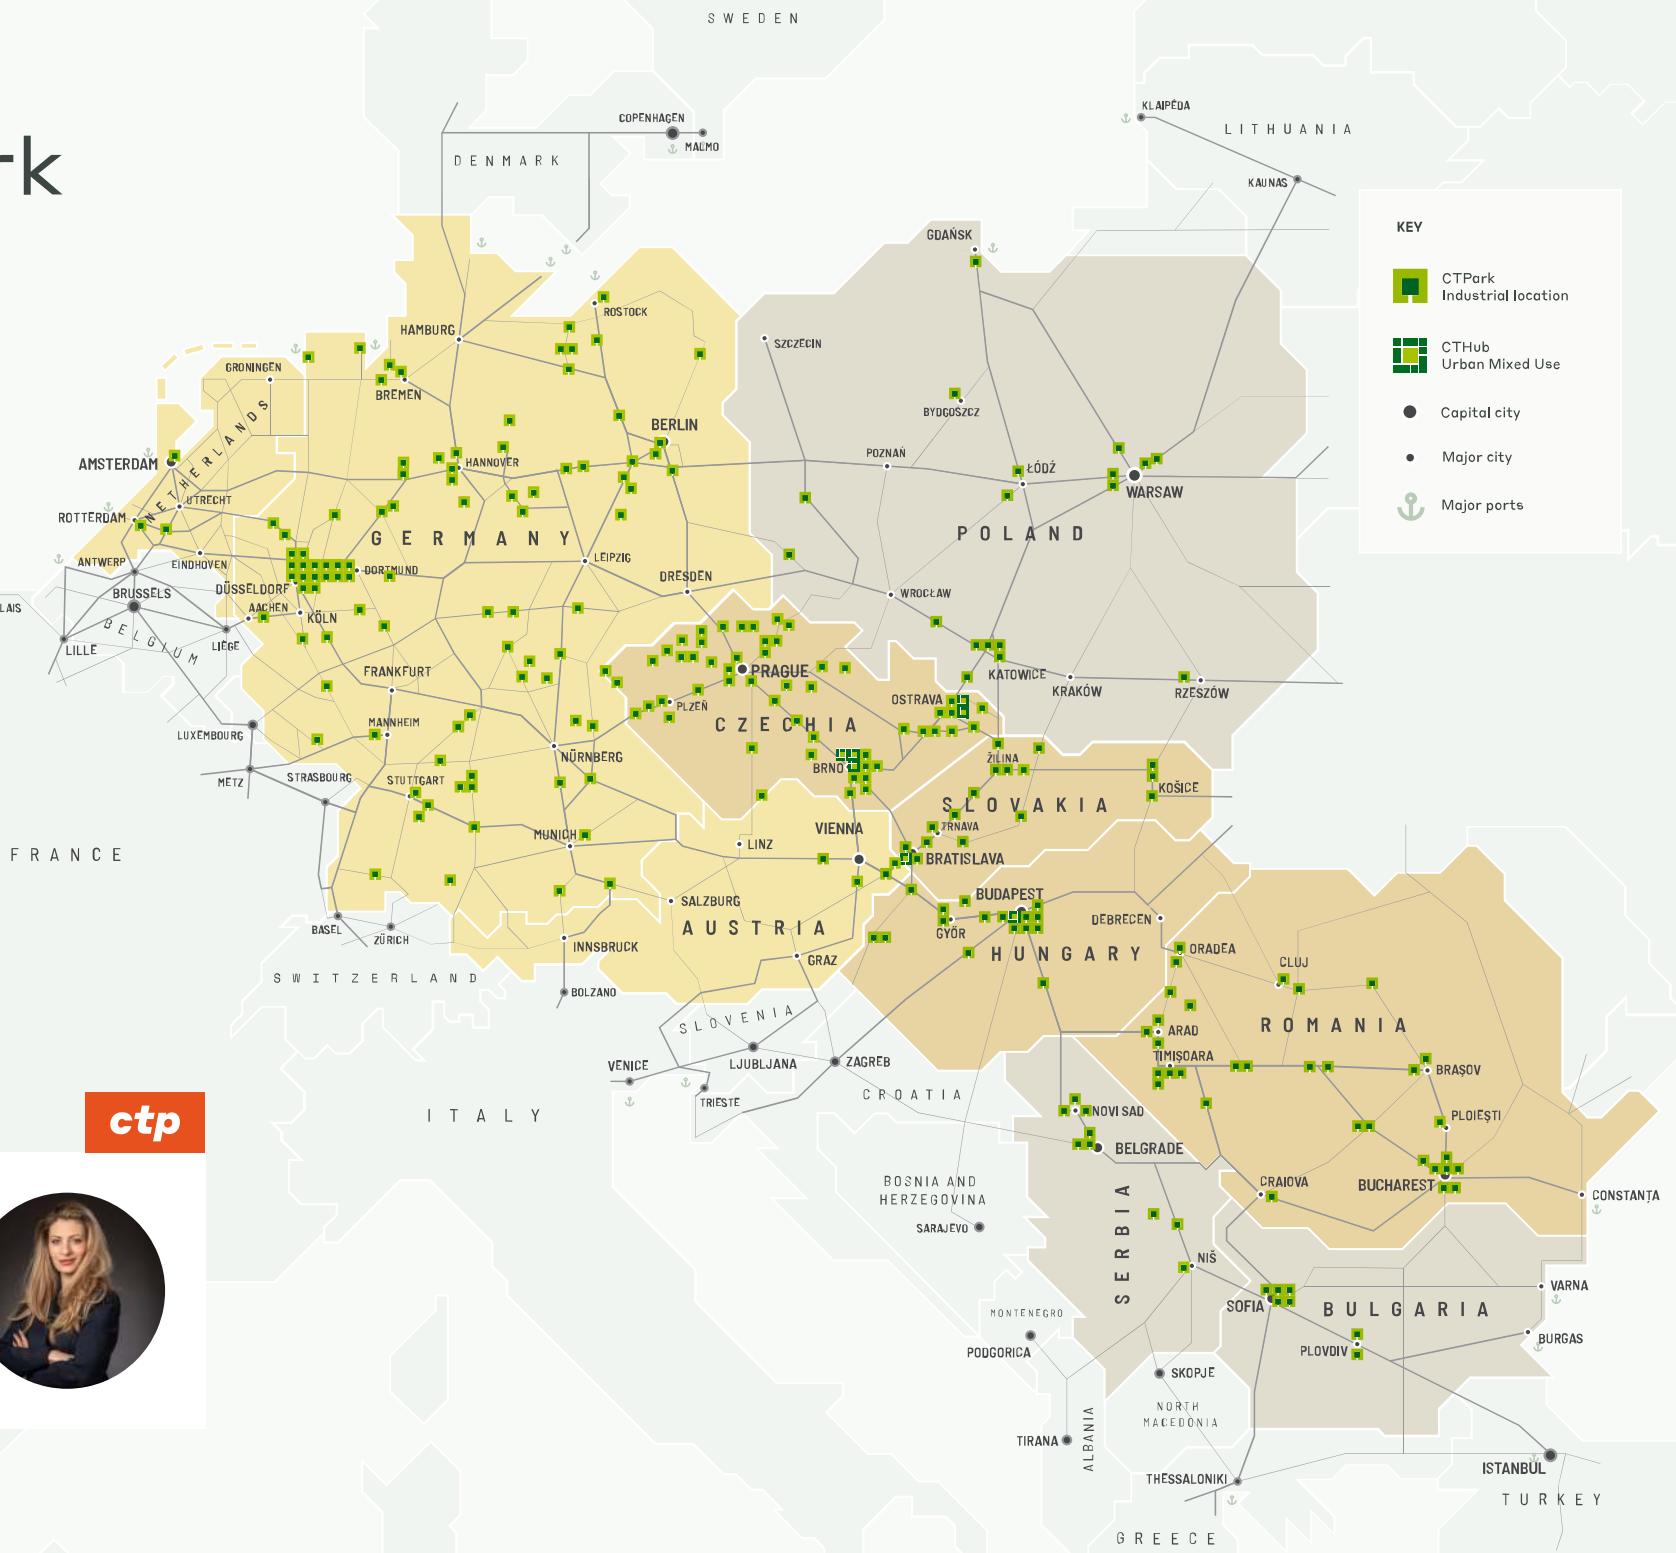 rk
SWEDEN
COPENHAGEN
MALMO
DENMARK
KLAIPĖDA
LITHUANIA
KAUNAS
KEY
CTPark
Industrial location
CTHub
Urban Mixed Use
Capital city
Major city
Major ports
GDAŃSK
ROSTOCK
HAMBURG
SZCZECIN
GRONINGEN
BREMEN
BYDGOSZCZ
NETHERLANDS
BERLIN
AMSTERDAM
HANNOVER
POZNAŃ
ŁÓDŹ
WARSAW
UTRECHT
ROTTERDAM
GERMANY
POLAND
ANTWERP
EINDHOVEN
DORTMUND
LEIPZIG
DÜSSELDORF
DRESDEN
BRUSSELS
WROCŁAW
LAIS
AACHEN
KÖLN
BELGIUM
LILLE
LIÈGE
FRANKFURT
PRAGUE
KATOWICE
KRAKÓW
RZESZÓW
OSTRAVA
PLZEŇ
CZECHIA
LUXEMBOURG
MANNHEIM
NÜRNBERG
ŽILINA
BRNO
METZ
STRASBOURG
STUTTGART
KOŠICE
SLOVAKIA
MUNICH
VIENNA
TRNAVA
LINZ
BRATISLAVA
FRANCE
BUDAPEST
SALZBURG
BASEL
ZÜRICH
AUSTRIA
GYŐR
DEBRECEN
INNSBRUCK
GRAZ
HUNGARY
ORADEA
CLUJ
SWITZERLAND
BOLZANO
SLOVENIA
ROMANIA
ARAD
TIMIȘOARA
VENICE
LJUBLJANA
ZAGREB
BRAȘOV
TRIESTE
CROATIA
NOVI SAD
PLOIEȘTI
ITALY
ctp
BELGRADE
BOSNIA AND
HERZEGOVINA
CRAIOVA
BUCHAREST
CONSTANȚA
SARAJEVO
SERBIA
NIŠ
VARNA
SOFIA
BULGARIA
MONTENEGRO
PODGORICA
PLOVDIV
BURGAS
SKOPJE
NORTH
MACEDONIA
TIRANA
ALBANIA
THESSALONIKI
ISTANBUL
TURKEY
GREECE